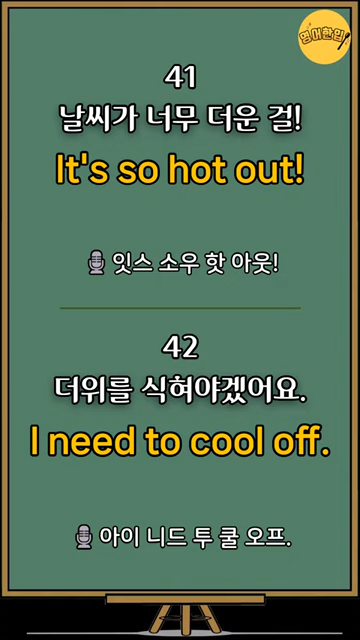 영어한입
41
날씨가 너무 더운 걸!
It's so hot out!
잇스 소우 핫 아웃!
42
더위를 식혀야겠어요.
I need to cool off.
아이 니드 투 쿨 오프.